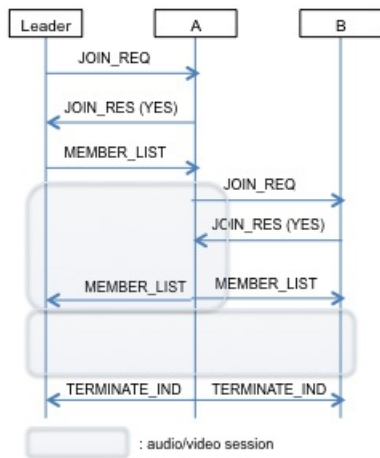 Leader A B
JOIN_REQ
JOIN_RES (YES)
MEMBER_LIST
JOIN_REQ
JOIN_RES (YES)
MEMBER_LIST MEMBER_LIST
TERMINATE_IND TERMINATE_IND
: audio/video session